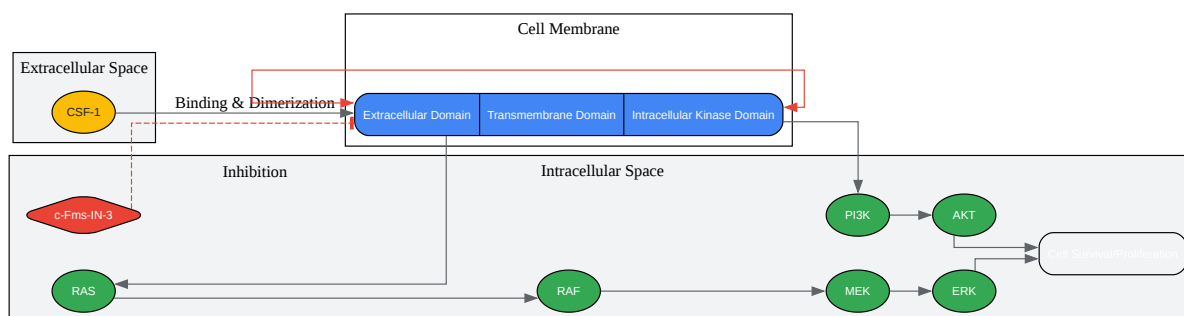 Cell Membrane
Extracellular Space
CSF-1
Binding & Dimerization
Extracellular Domain
Transmembrane Domain
Intracellular Kinase Domain
Inhibition
Intracellular Space
c-Fms-IN-3
PI3K
AKT
Cell Survival/Proliferation
RAS
RAF
MEK
ERK